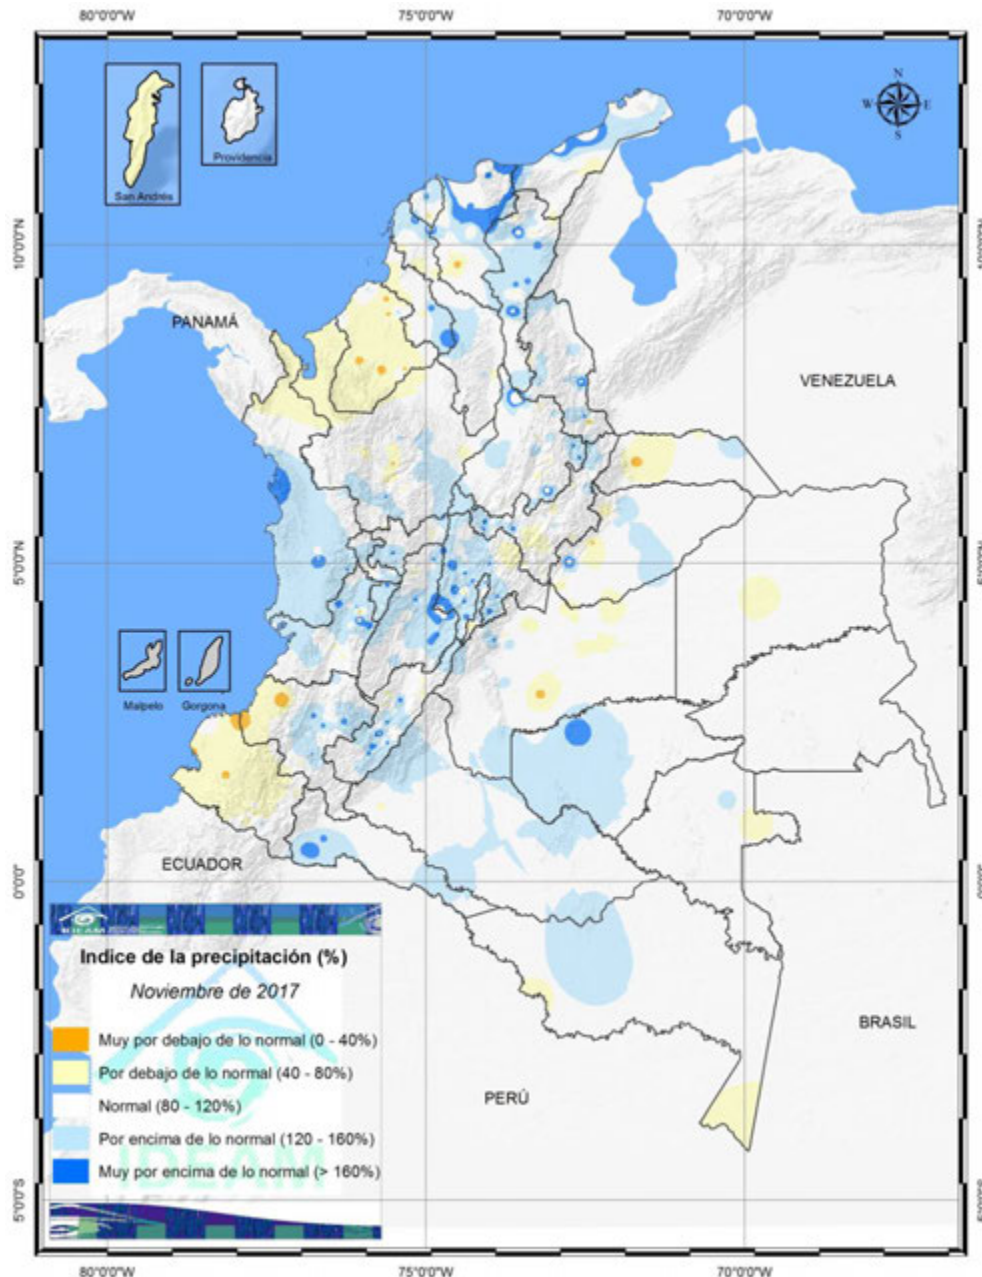 80°0'0"W 75°0'0"W 70°0'0"W
N
W E
S
San Andrés
Providencia
10°0'0"N
PANAMÁ
VENEZUELA
5°0'0"N
Malpelo Gorgona
ECUADOR
0°0'0"
IDEAM
Indice de la precipitación (%)
Noviembre de 2017
Muy por debajo de lo normal (0 - 40%)
Por debajo de lo normal (40 - 80%)
Normal (80 - 120%)
Por encima de lo normal (120 - 160%)
Muy por encima de lo normal (> 160%)
IDEAM
BRASIL
PERÚ
5°0'0"S
80°0'0"W 75°0'0"W 70°0'0"W